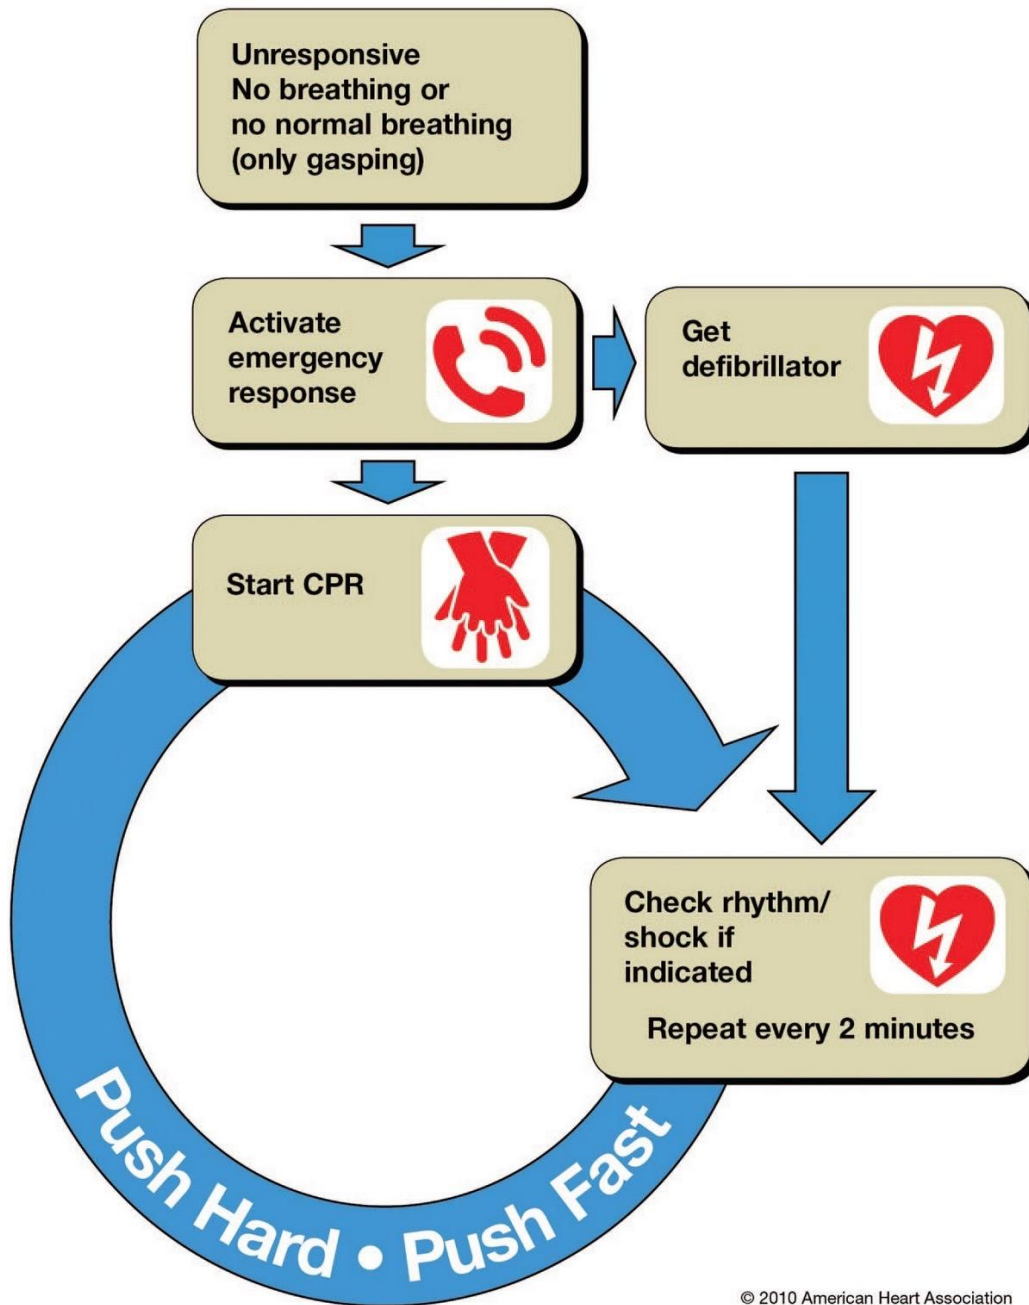 Unresponsive
No breathing or
no normal breathing
(only gasping)
Activate
emergency
response
Get
defibrillator
Start CPR
Check rhythm/
shock if
indicated
Repeat every 2 minutes
Push Hard • Push Fast
© 2010 American Heart Association